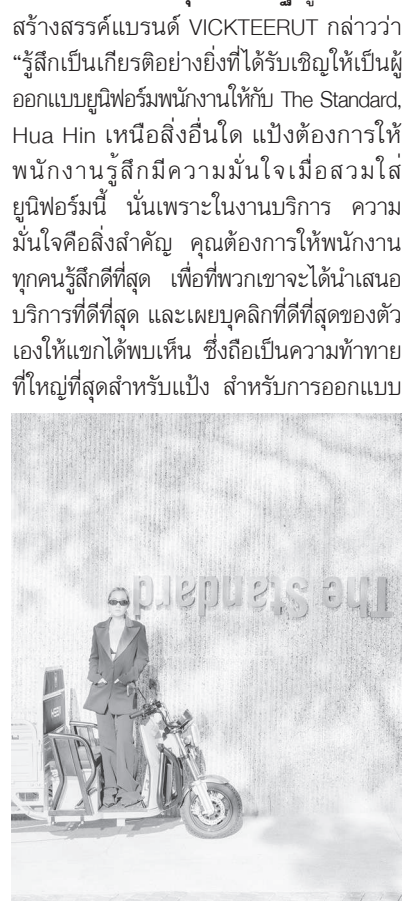 สร้างสรรค์แบรนด์ VICKTEERUT กล่าวว่า
“รู้สึกเป็นเกียรติอย่างยิ่งที่ได้รับเชิญให้เป็นผู้
ออกแบบยูนิฟอร์มพนักงานให้กับ The Standard,
Hua Hin เหนือสิ่งอื่นใด แป้งต้องการให้
พนักงานรู้สึกมีความมั่นใจเมื่อสวมใส่
ยูนิฟอร์มนี้ นั่นเพราะในงานบริการ ความ
มั่นใจคือสิ่งสำคัญ คุณต้องการให้พนักงาน
ทุกคนรู้สึกดีที่สุด เพื่อที่พวกเขาจะได้นำเสนอ
บริการที่ดีที่สุด และเผยบุคลิกที่ดีที่สุดของตัว
เองให้แขกได้พบเห็น ซึ่งถือเป็นความท้าทาย
ที่ใหญ่ที่สุดสำหรับแป้ง สำหรับการออกแบบ
The Standard